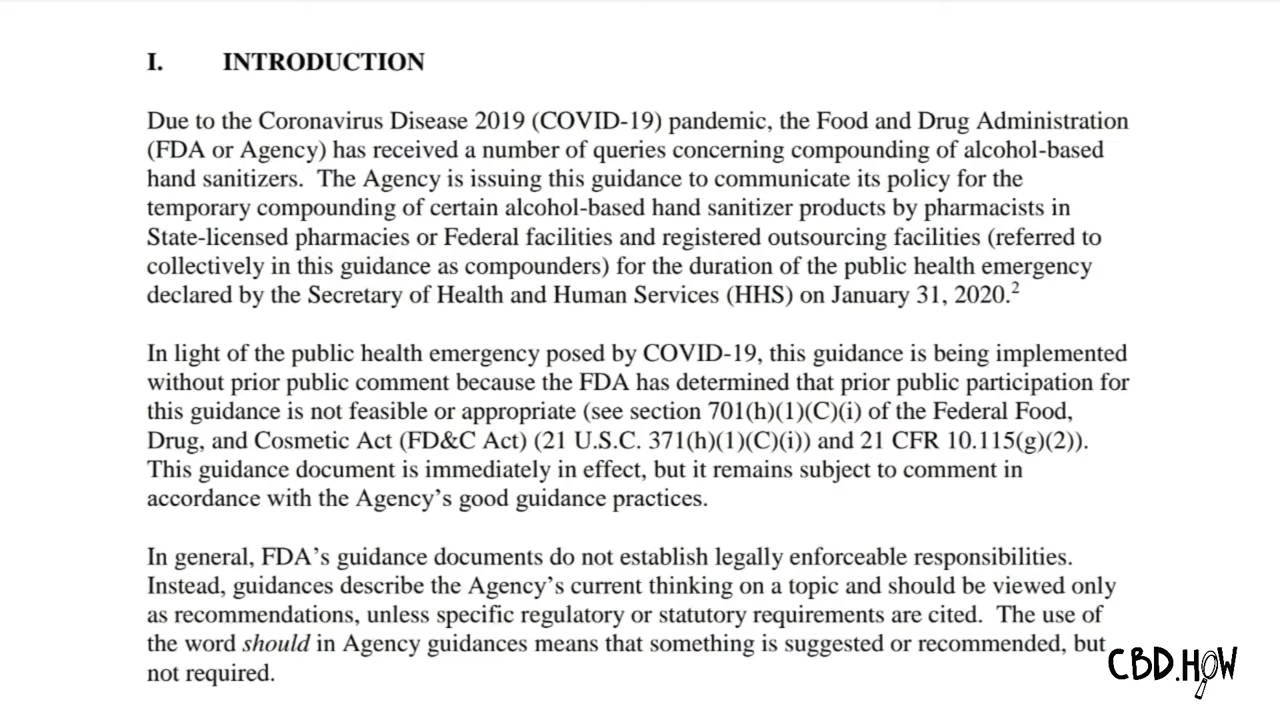 I. INTRODUCTION
Due to the Coronavirus Disease 2019 (COVID-19) pandemic, the Food and Drug Administration
(FDA or Agency) has received a number of queries concerning compounding of alcohol-based
hand sanitizers.  The Agency is issuing this guidance to communicate its policy for the
temporary compounding of certain alcohol-based hand sanitizer products by pharmacists in
State-licensed pharmacies or Federal facilities and registered outsourcing facilities (referred to
collectively in this guidance as compounders) for the duration of the public health emergency
declared by the Secretary of Health and Human Services (HHS) on January 31, 2020.²
In light of the public health emergency posed by COVID-19, this guidance is being implemented
without prior public comment because the FDA has determined that prior public participation for
this guidance is not feasible or appropriate (see section 701(h)(1)(C)(i) of the Federal Food,
Drug, and Cosmetic Act (FD&C Act) (21 U.S.C. 371(h)(1)(C)(i)) and 21 CFR 10.115(g)(2)).
This guidance document is immediately in effect, but it remains subject to comment in
accordance with the Agency's good guidance practices.
In general, FDA's guidance documents do not establish legally enforceable responsibilities.
Instead, guidances describe the Agency's current thinking on a topic and should be viewed only
as recommendations, unless specific regulatory or statutory requirements are cited.  The use of
the word should in Agency guidances means that something is suggested or recommended, but
not required.
CBD.HOW